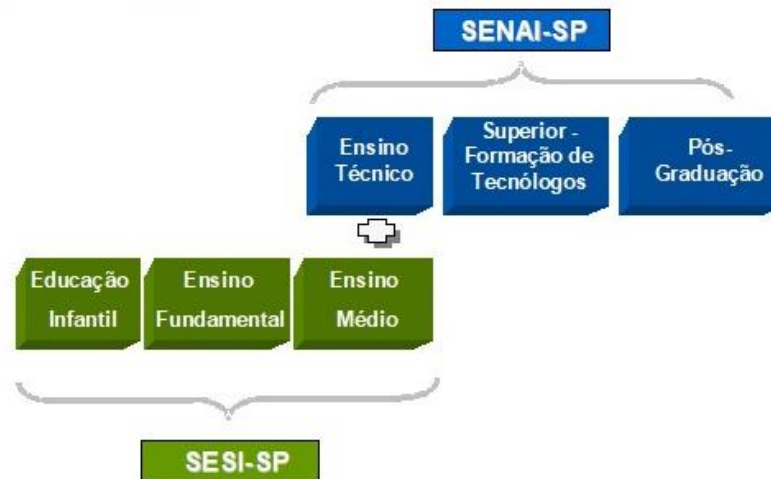 SENAI-SP
Ensino
Técnico
Superior -
Formação de
Tecnólogos
Pós-
Graduação
Educação
Infantil
Ensino
Fundamental
Ensino
Médio
SESI-SP